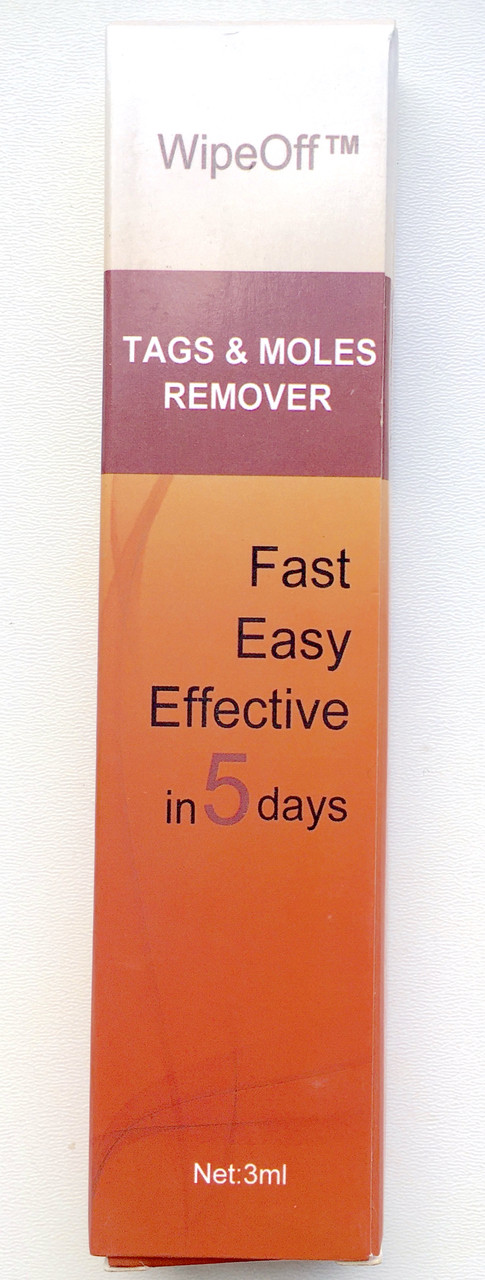 WipeOff™
TAGS & MOLES
REMOVER
Fast
Easy
Effective
in 5 days
Net:3ml